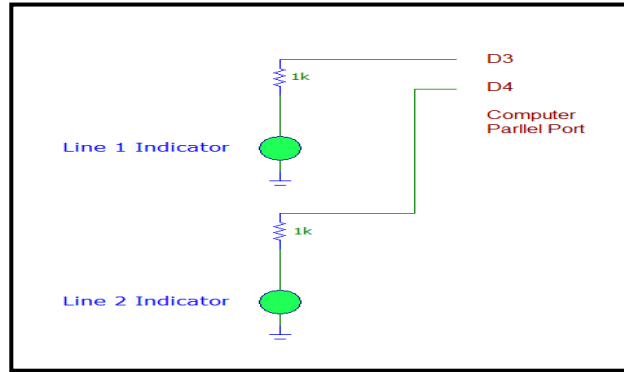 D3
1k
D4
Computer
Parllel Port
Line 1 Indicator
1k
Line 2 Indicator